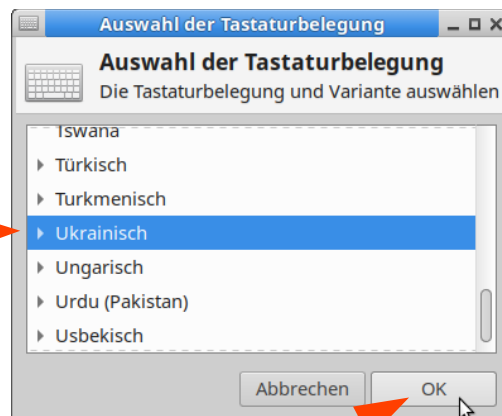 Auswahl der Tastaturbelegung
Auswahl der Tastaturbelegung
Die Tastaturbelegung und Variante auswählen
Tswana
Türkisch
Turkmenisch
Ukrainisch
Ungarisch
Urdu (Pakistan)
Usbekisch
Abbrechen
OK